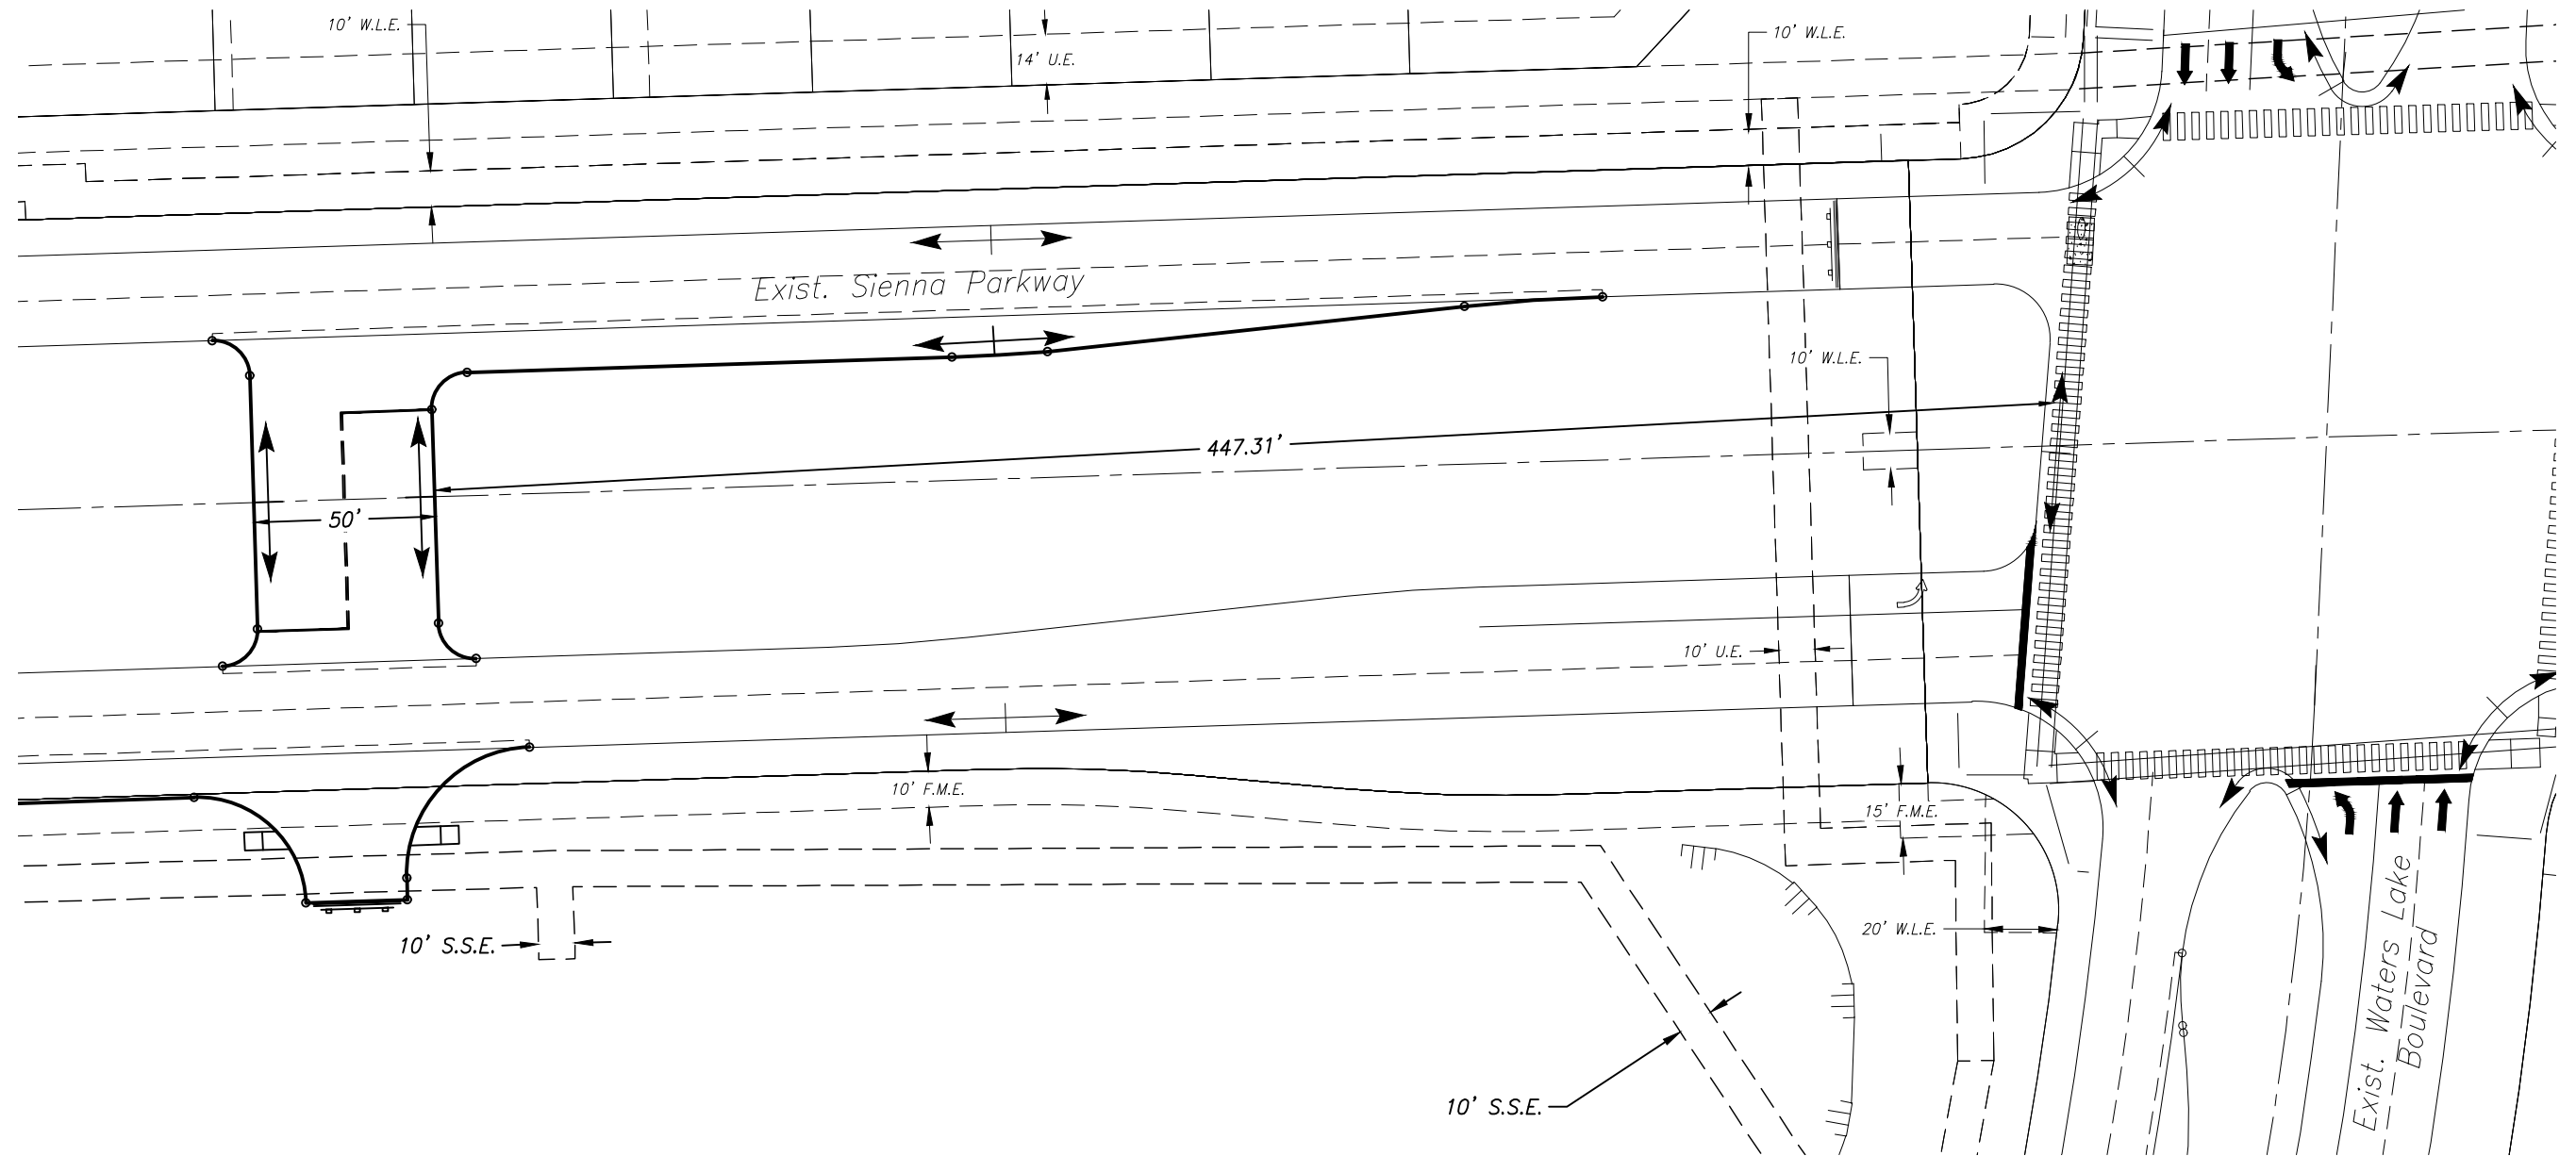 10' W.L.E.
14' U.E.
10' W.L.E.
Exist. Sienna Parkway
10' W.L.E.
447.31'
50'
10' U.E.
10' F.M.E.
15' F.M.E.
20' W.L.E.
10' S.S.E.
10' S.S.E.
Exist. Waters Lake
Boulevard